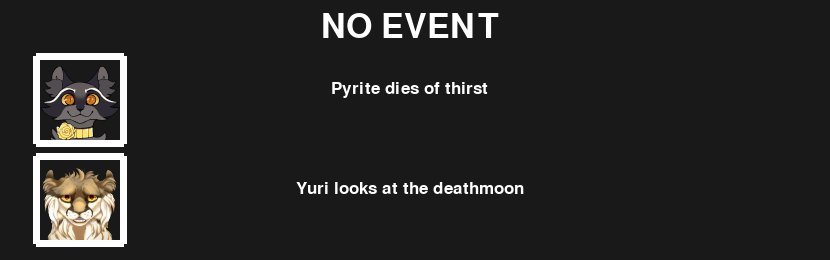 NO EVENT
Pyrite dies of thirst
Yuri looks at the deathmoon